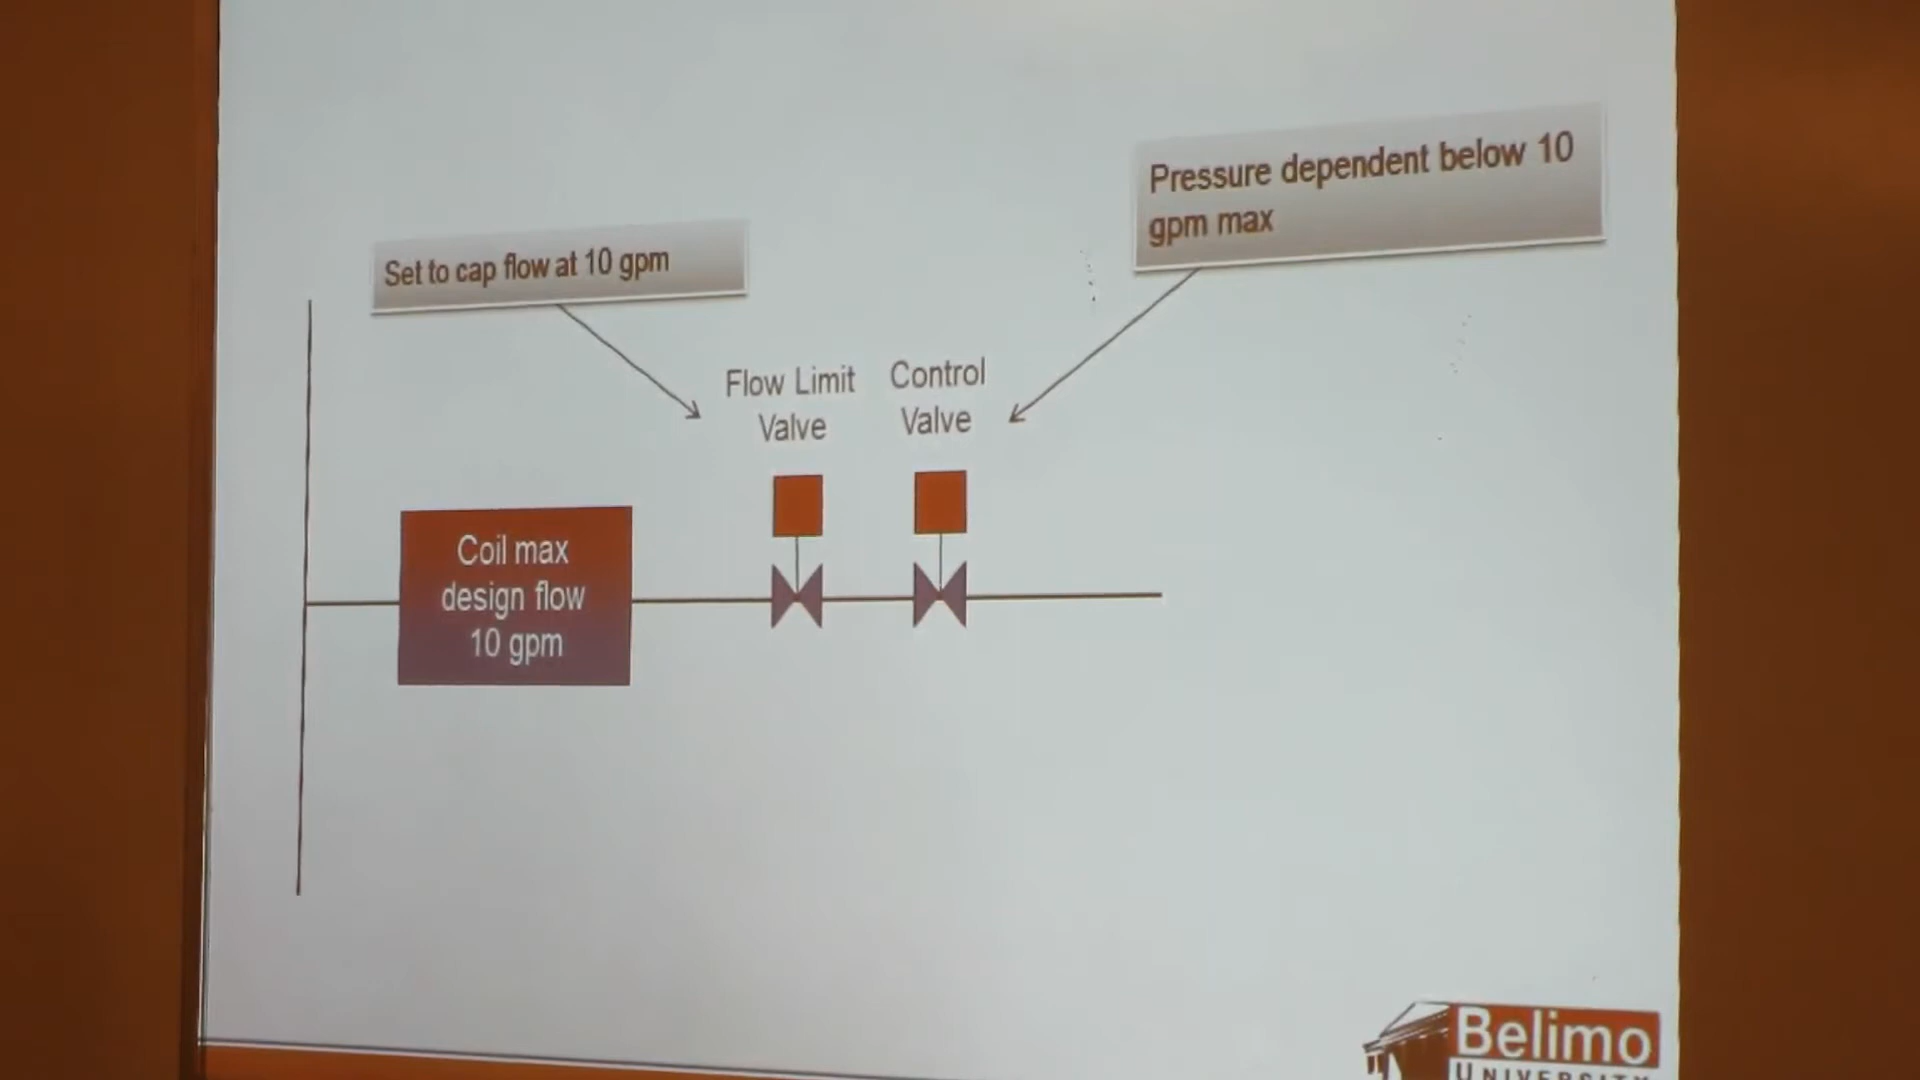 Pressure dependent below 10
gpm max
Set to cap flow at 10 gpm
Flow Limit
Valve
Control
Valve
Coil max
design flow
10 gpm
Belimo
UNIVERSITY